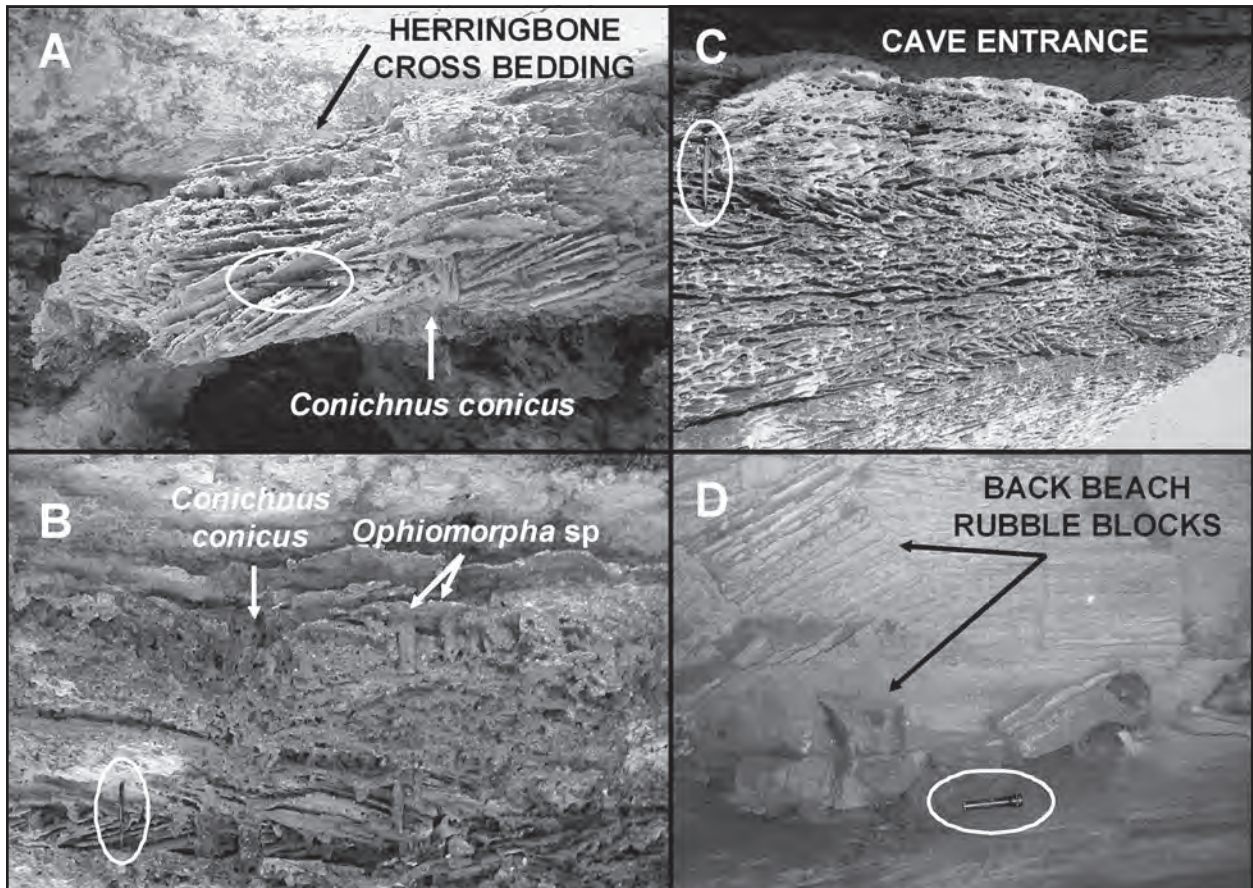 A
HERRINGBONE
CROSS BEDDING
Conichnus conicus
B
Conichnus
conicus
Ophiomorpha sp
C
CAVE ENTRANCE
D
BACK BEACH
RUBBLE BLOCKS